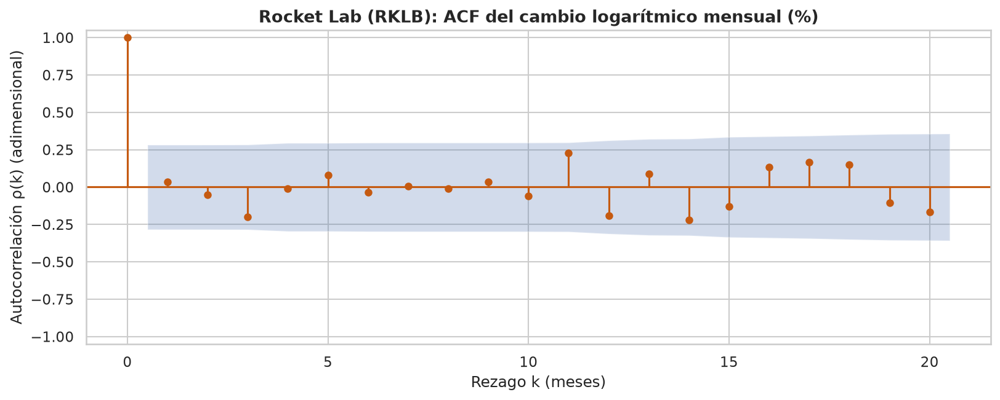 Rocket Lab (RKLB): ACF del cambio logarítmico mensual (%)
Autocorrelación ρ(k) (adimensional)
1.00
0.75
0.50
0.25
0.00
−0.25
−0.50
−0.75
−1.00
0 5 10 15 20
Rezago k (meses)